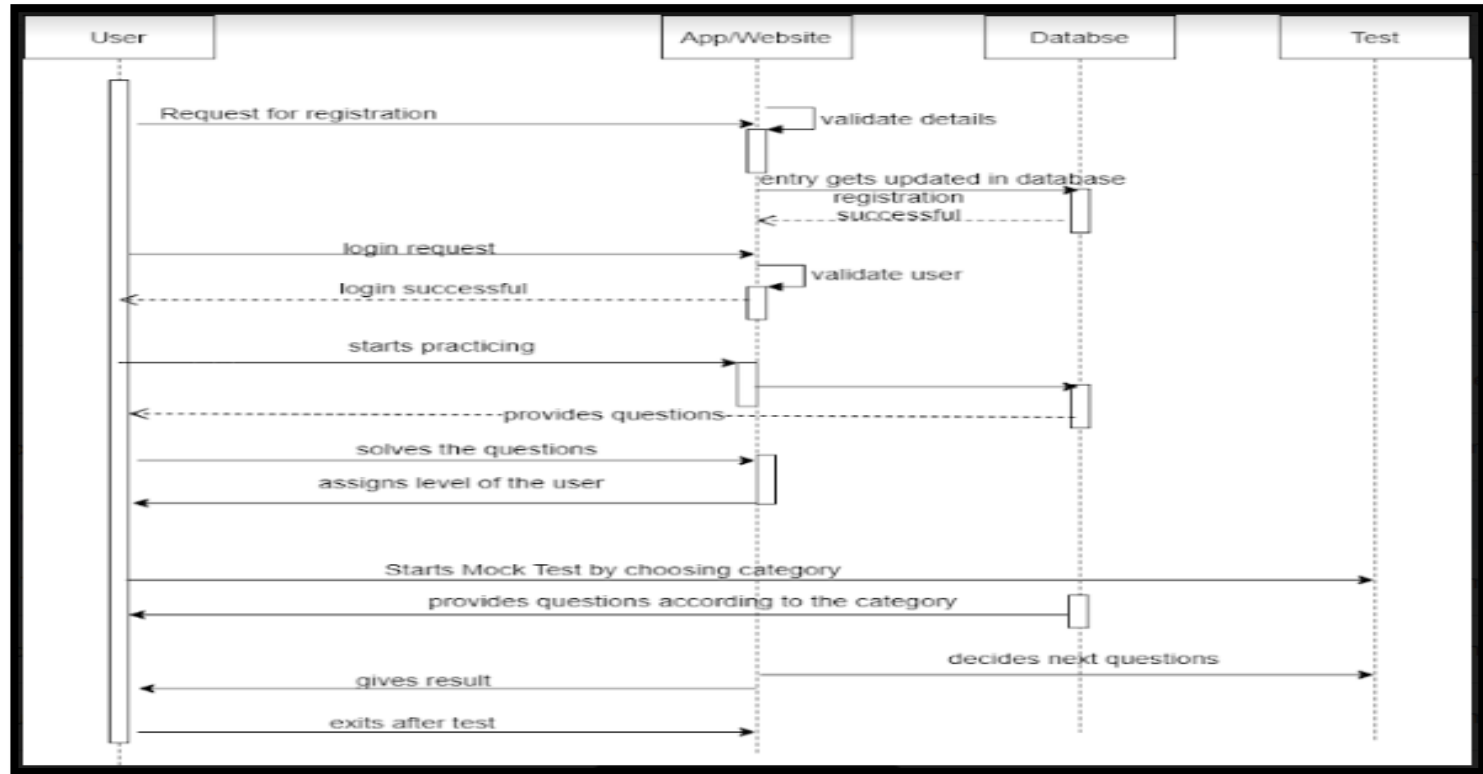 User
App/Website
Databse
Test
Request for registration
validate details
entry gets updated in database
registration
successful
login request
validate user
login successful
starts practicing
provides questions
solves the questions
assigns level of the user
Starts Mock Test by choosing category
provides questions according to the category
decides next questions
gives result
exits after test